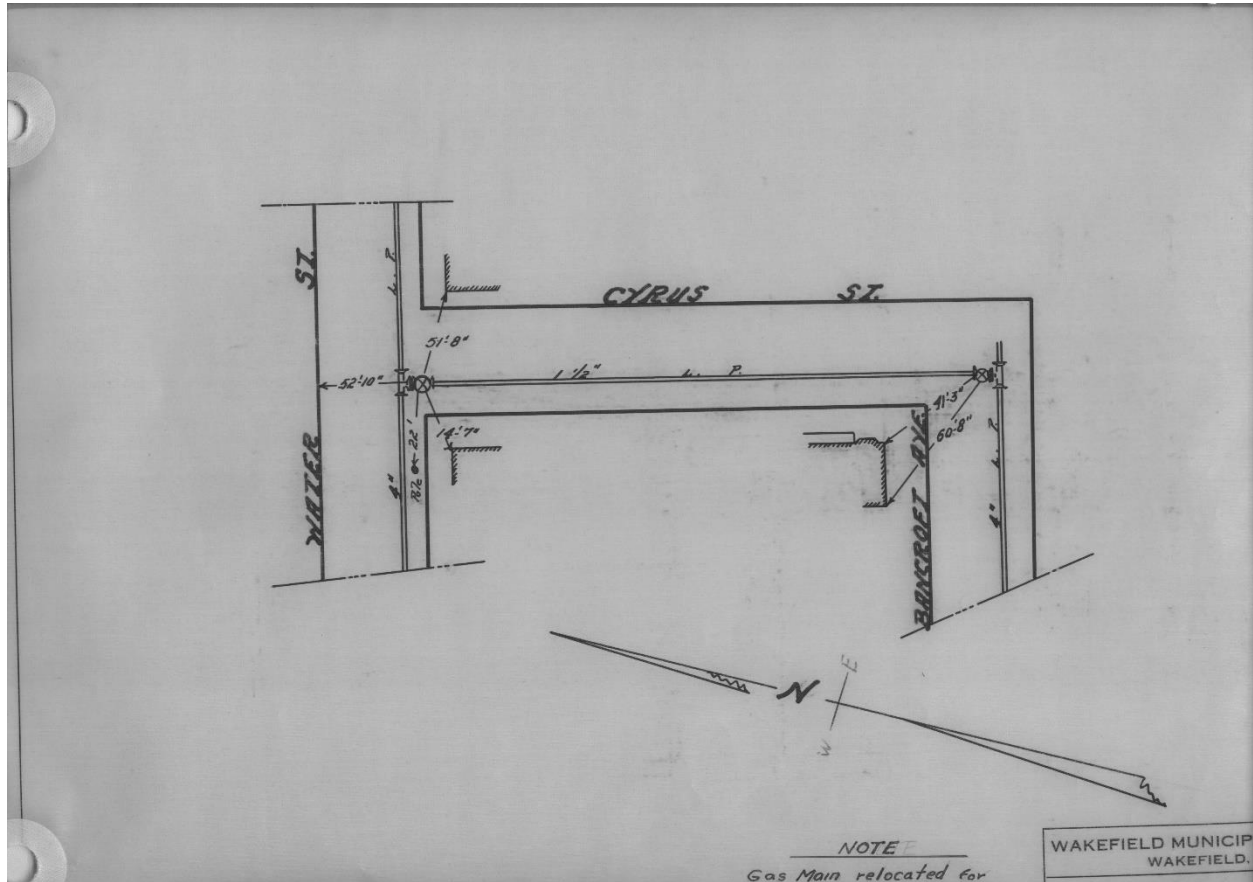 WATER ST.
4" L. P.
CYRUS ST.
51'-8"
52'-10"
1 1/2" L. P.
22'
14'-7"
41'-3"
60'-8"
BANCROFT AVE
4" L. P.
N
E
W
NOTE
Gas Main relocated for
WAKEFIELD MUNICIP
WAKEFIELD.